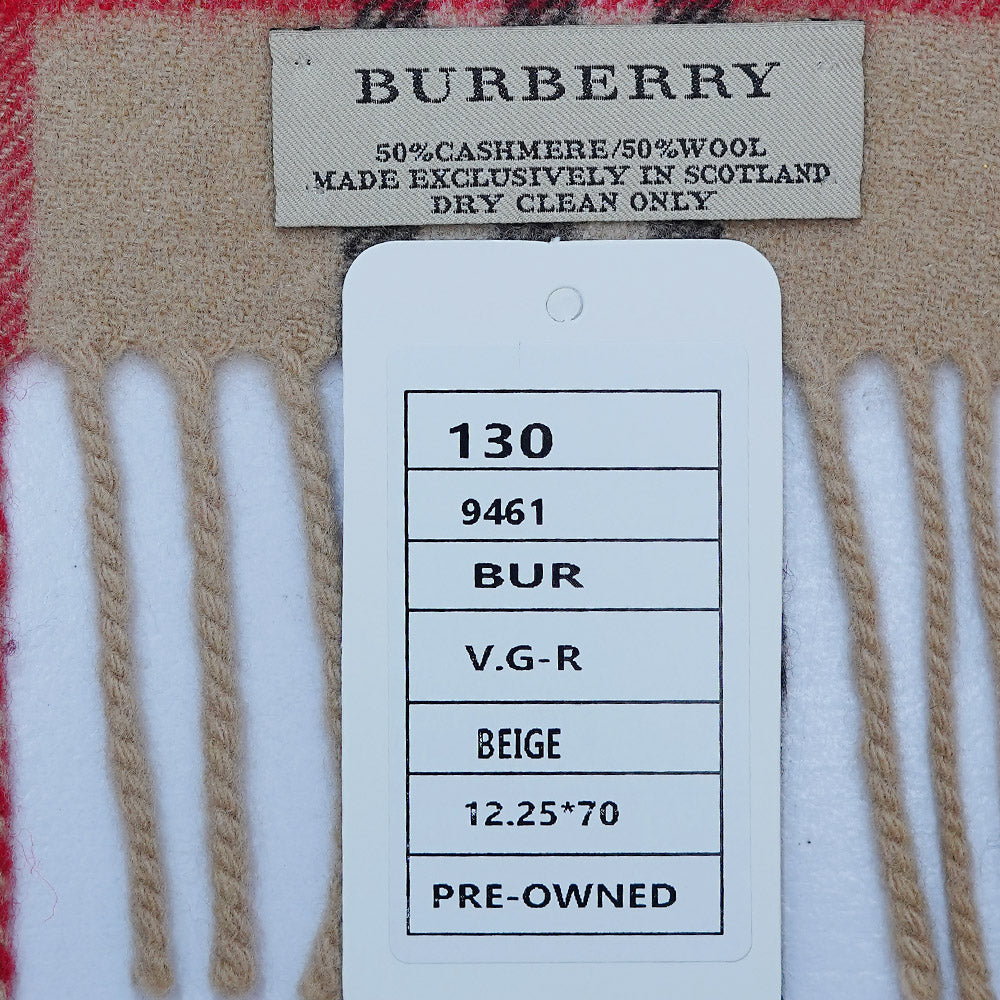 BURBERRY
50%CASHMERE/50%WOOL
MADE EXCLUSIVELY IN SCOTLAND
DRY CLEAN ONLY
130
9461
BUR
V.G-R
BEIGE
12.25*70
PRE-OWNED